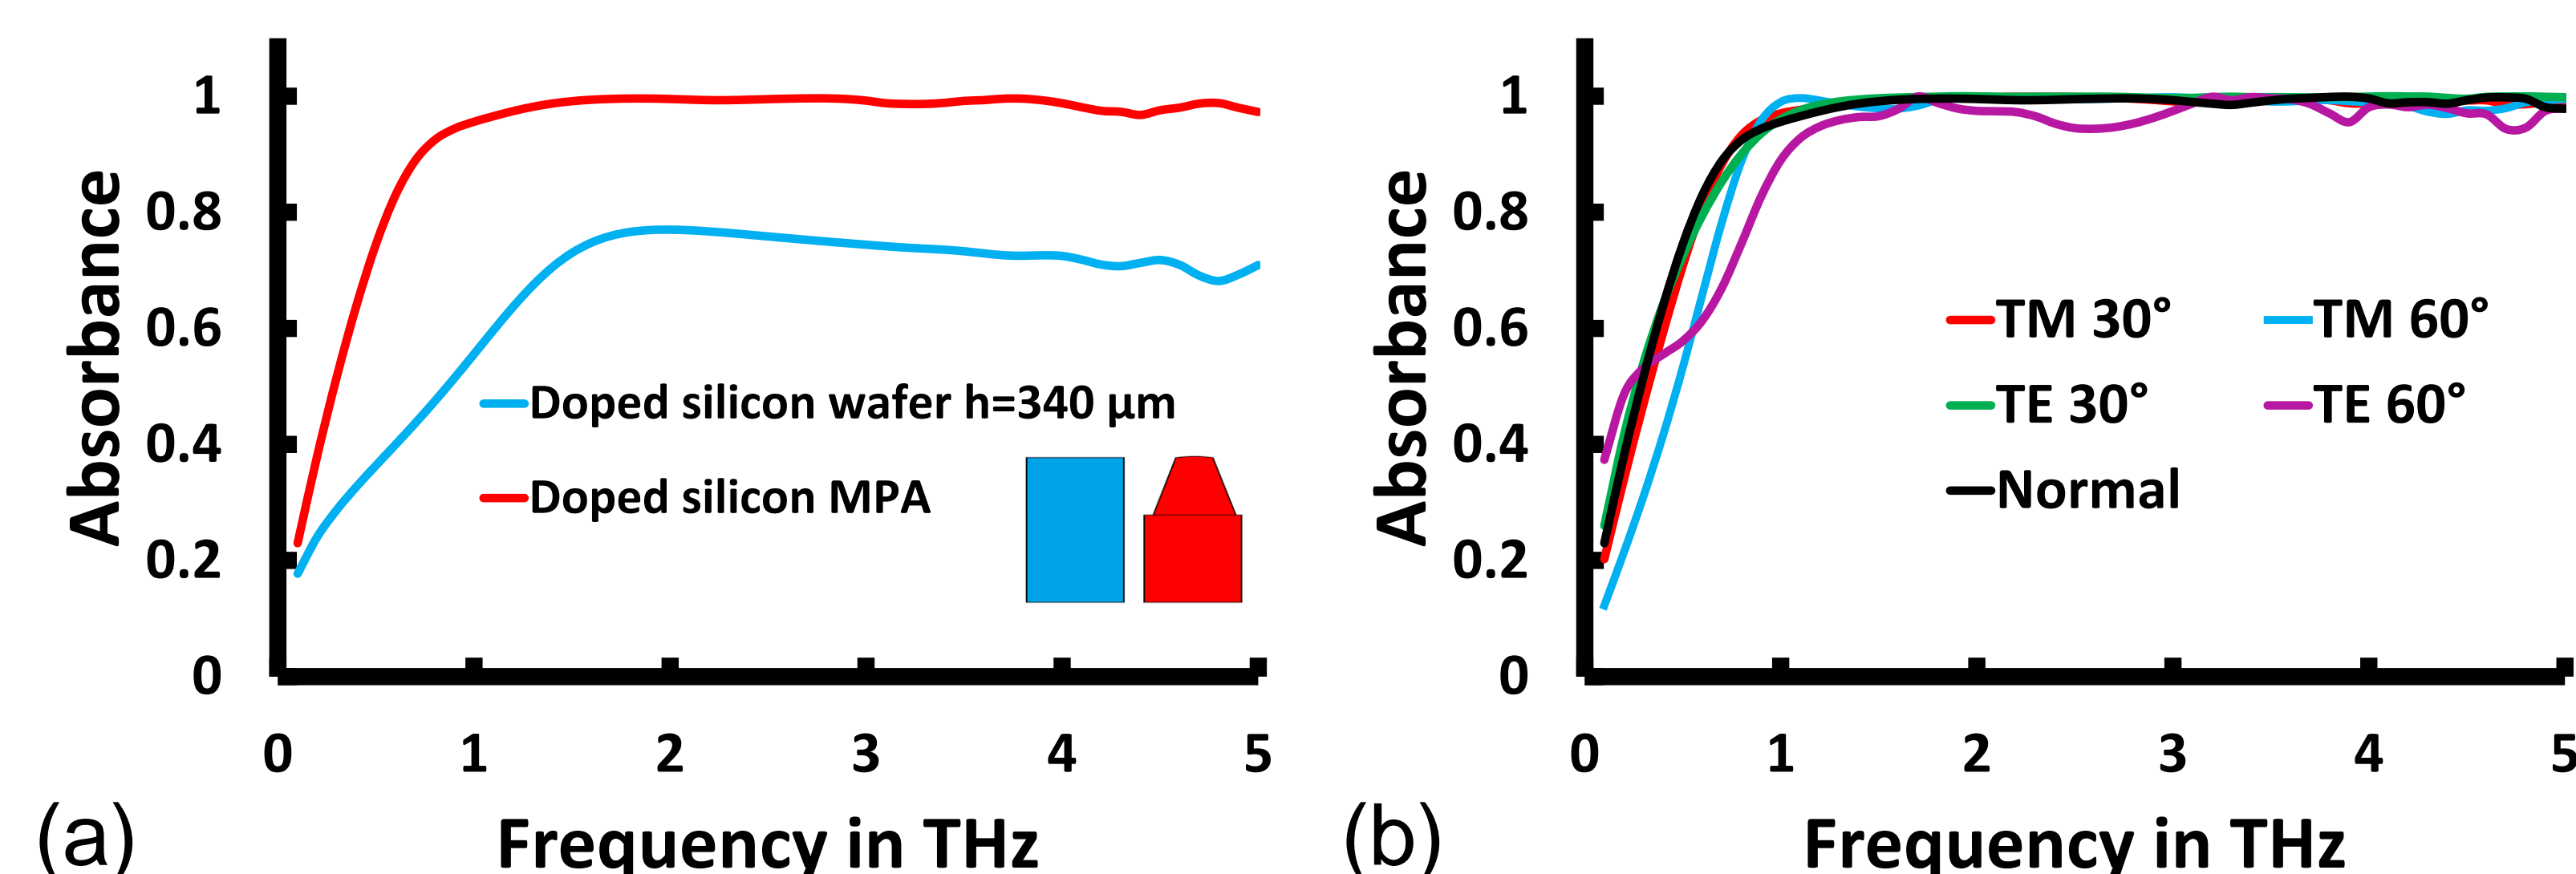 Absorbance
1
0.8
0.6
0.4
0.2
0
Doped silicon wafer h=340 µm
Doped silicon MPA
0 1 2 3 4 5
Frequency in THz
(a)
Absorbance
1
0.8
0.6
0.4
0.2
0
TM 30° TM 60°
TE 30° TE 60°
Normal
0 1 2 3 4 5
Frequency in THz
(b)